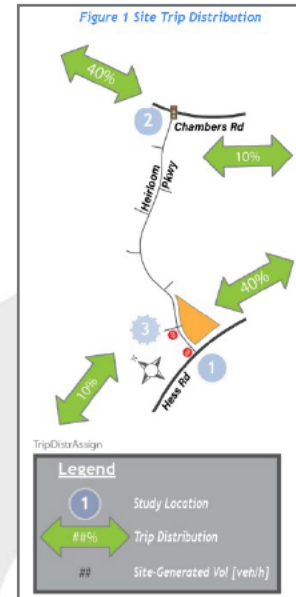 Figure 1 Site Trip Distribution
40%
2
Chambers Rd
10%
Heirloom
Pkwy
40%
3
1
10%
Hess Rd
TripDistrAssign
Legend
1 Study Location
##% Trip Distribution
## Site-Generated Vol [veh/h]